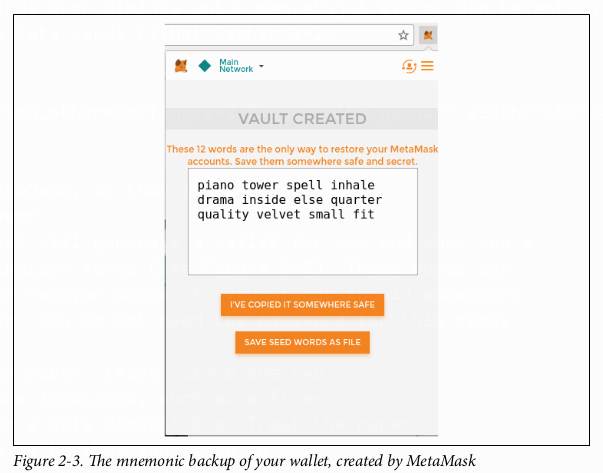 Main
Network
VAULT CREATED
These 12 words are the only way to restore your MetaMask
accounts. Save them somewhere safe and secret.
piano tower spell inhale
drama inside else quarter
quality velvet small fit
I'VE COPIED IT SOMEWHERE SAFE
SAVE SEED WORDS AS FILE
Figure 2-3. The mnemonic backup of your wallet, created by MetaMask